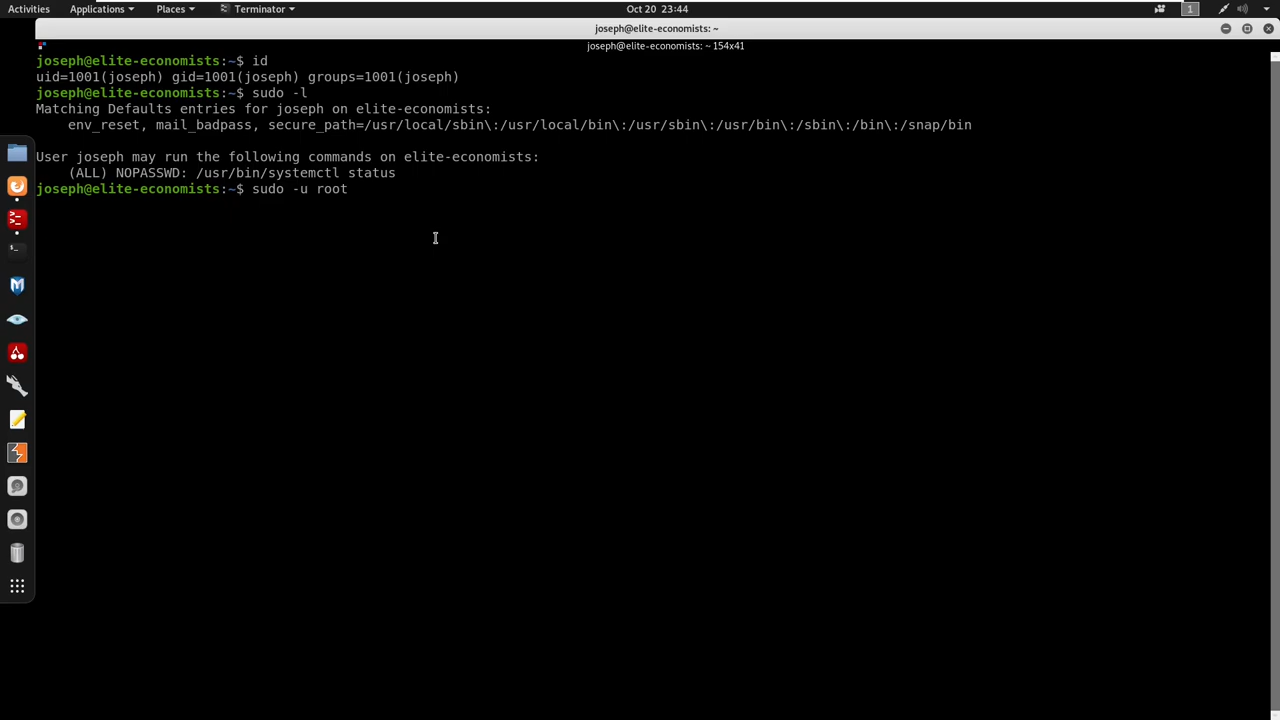 Activities Applications Places Terminator Oct 20 23:44 1
joseph@elite-economists: ~
joseph@elite-economists: ~ 154x41
joseph@elite-economists:~$ id
uid=1001(joseph) gid=1001(joseph) groups=1001(joseph)
joseph@elite-economists:~$ sudo -l
Matching Defaults entries for joseph on elite-economists:
    env_reset, mail_badpass, secure_path=/usr/local/sbin\:/usr/local/bin\:/usr/sbin\:/usr/bin\:/sbin\:/bin\:/snap/bin
User joseph may run the following commands on elite-economists:
    (ALL) NOPASSWD: /usr/bin/systemctl status
joseph@elite-economists:~$ sudo -u root